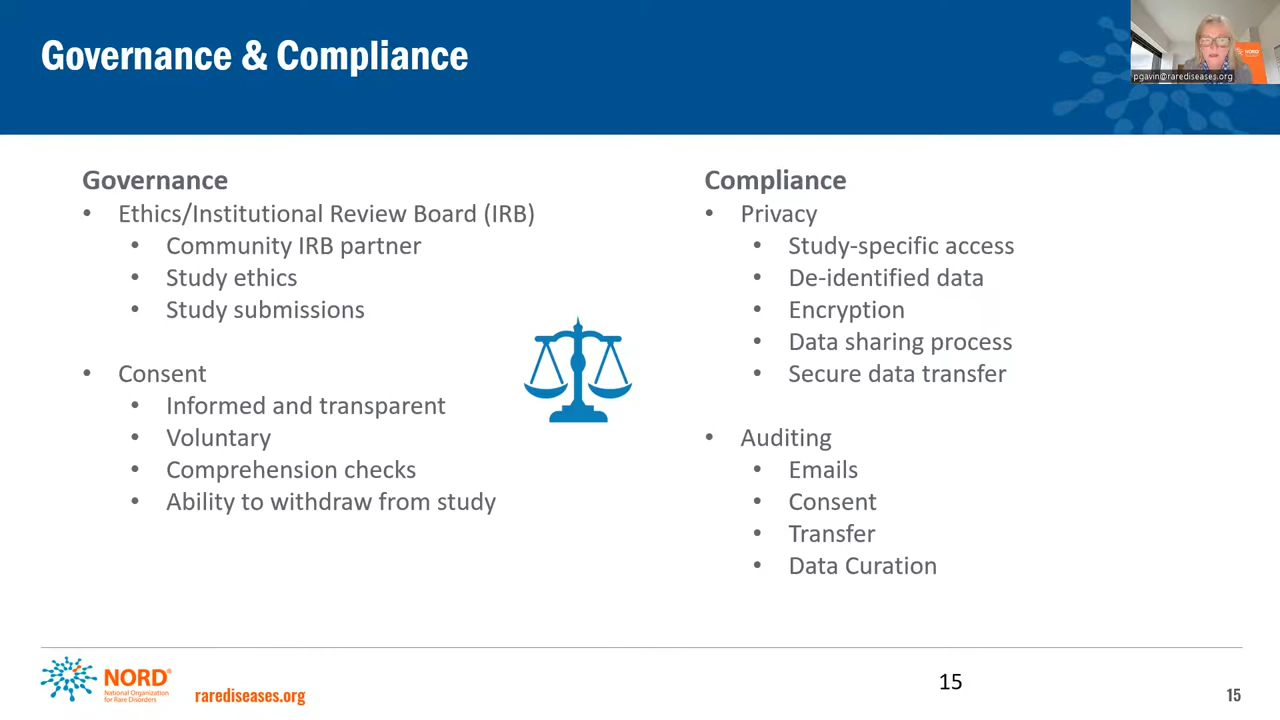 Governance & Compliance
NORD
pgavin@rarediseases.org
Governance
• Ethics/Institutional Review Board (IRB)
• Community IRB partner
• Study ethics
• Study submissions
• Consent
• Informed and transparent
• Voluntary
• Comprehension checks
• Ability to withdraw from study
Compliance
• Privacy
• Study-specific access
• De-identified data
• Encryption
• Data sharing process
• Secure data transfer
• Auditing
• Emails
• Consent
• Transfer
• Data Curation
NORD®
National Organization
for Rare Disorders
rarediseases.org
15
15